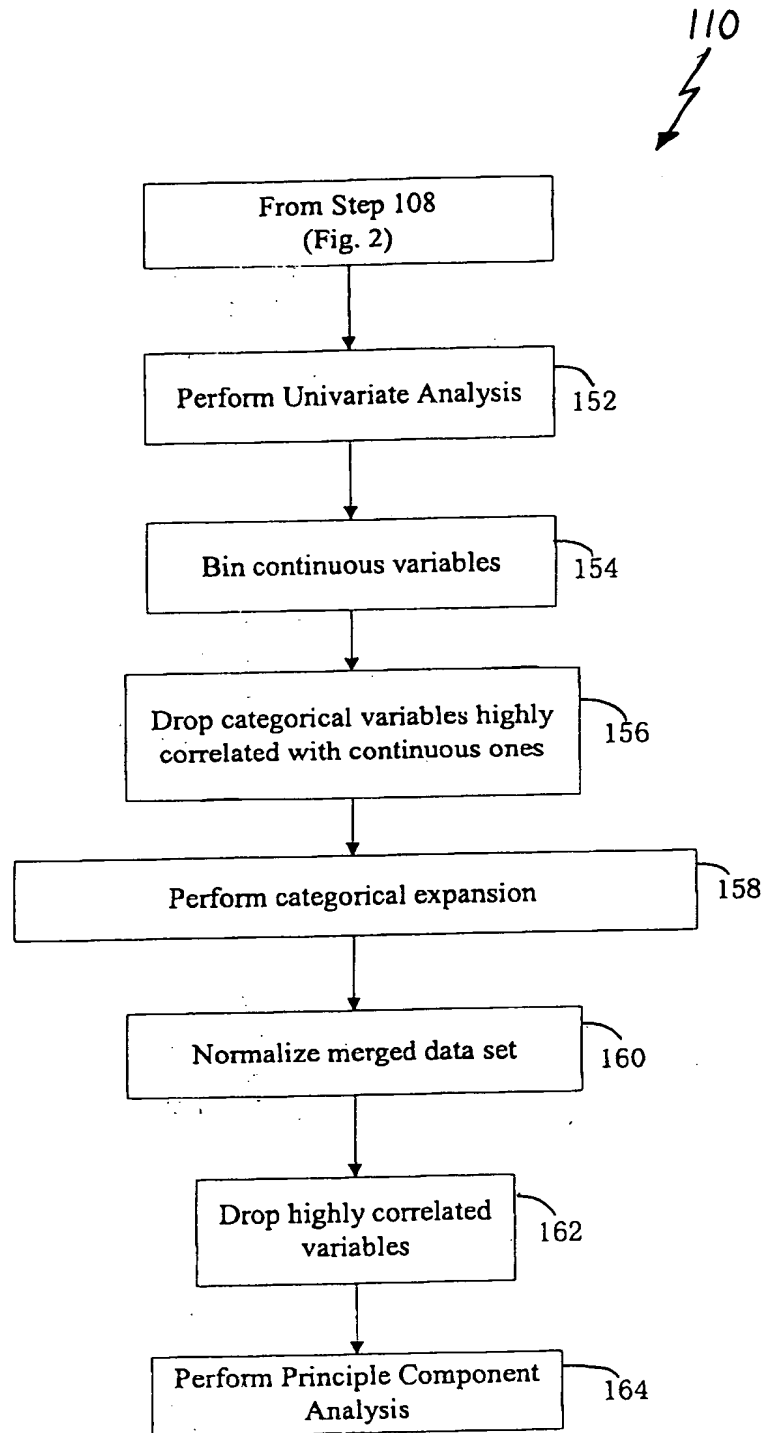 110
From Step 108
(Fig. 2)
Perform Univariate Analysis
152
Bin continuous variables
154
Drop categorical variables highly
correlated with continuous ones
156
Perform categorical expansion
158
Normalize merged data set
160
Drop highly correlated
variables
162
Perform Principle Component
Analysis
164